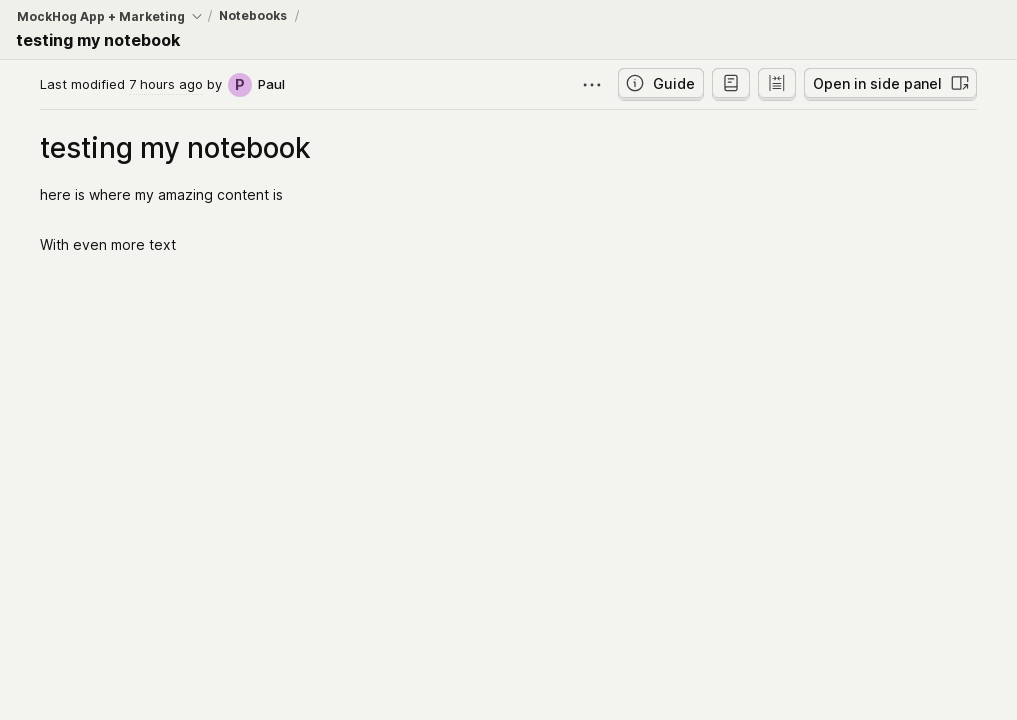 MockHog App + Marketing / Notebooks /
testing my notebook
Last modified 7 hours ago by P Paul
Guide
Open in side panel
testing my notebook
here is where my amazing content is
With even more text